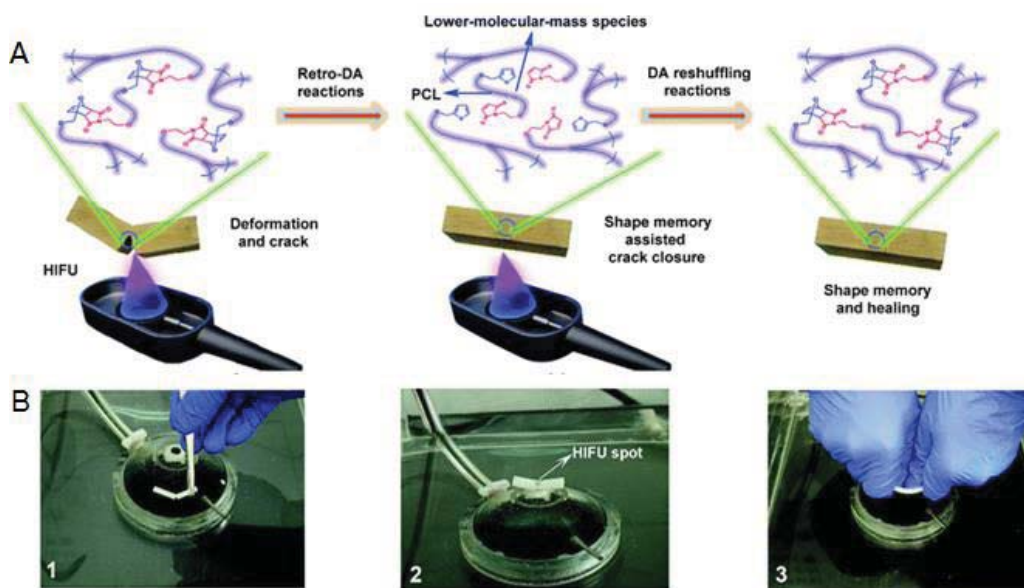 Lower-molecular-mass species
A
Retro-DA
reactions
PCL
DA reshuffling
reactions
Deformation
and crack
HIFU
Shape memory
assisted
crack closure
Shape memory
and healing
B
HIFU spot
1
2
3